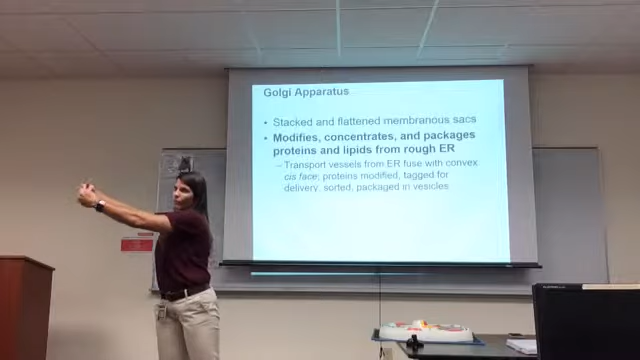 Golgi Apparatus
• Stacked and flattened membranous sacs
• Modifies, concentrates, and packages
proteins and lipids from rough ER
– Transport vessels from ER fuse with convex
cis face; proteins modified, tagged for
delivery, sorted, packaged in vesicles